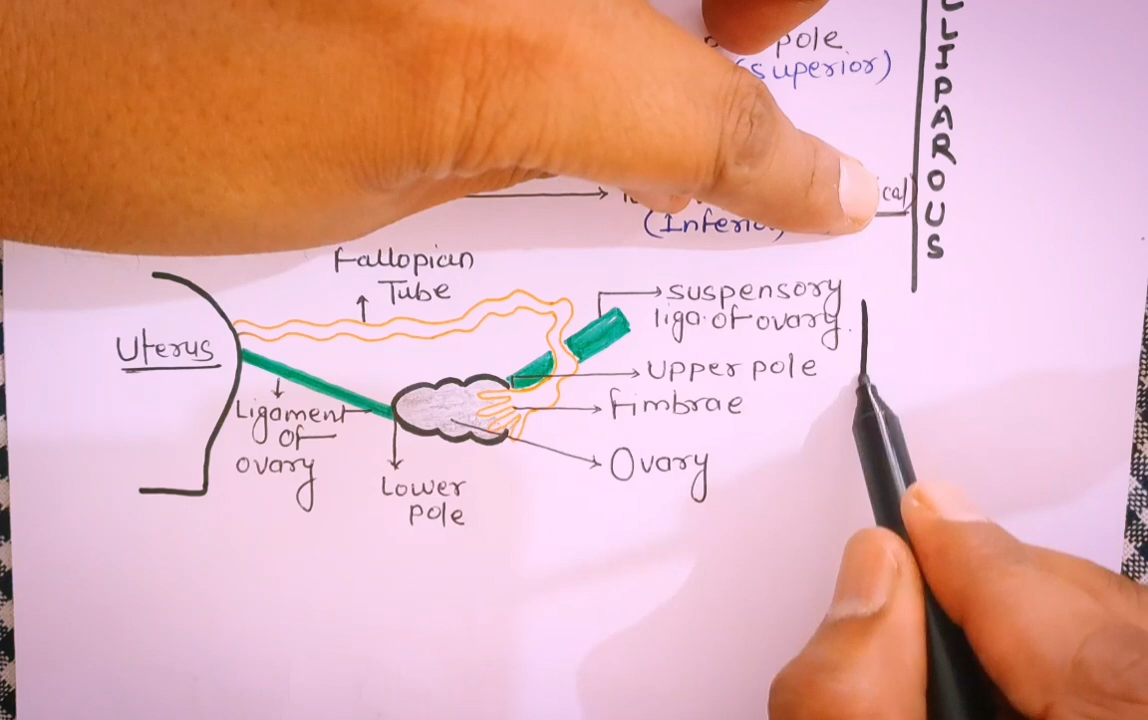 pole
(superior)
cal)
LIPAROUS
Fallopian
Tube
suspensory
liga. of ovary.
Uterus
Upper pole
Fimbrae
Ligament
of
ovary
Ovary
Lower
pole